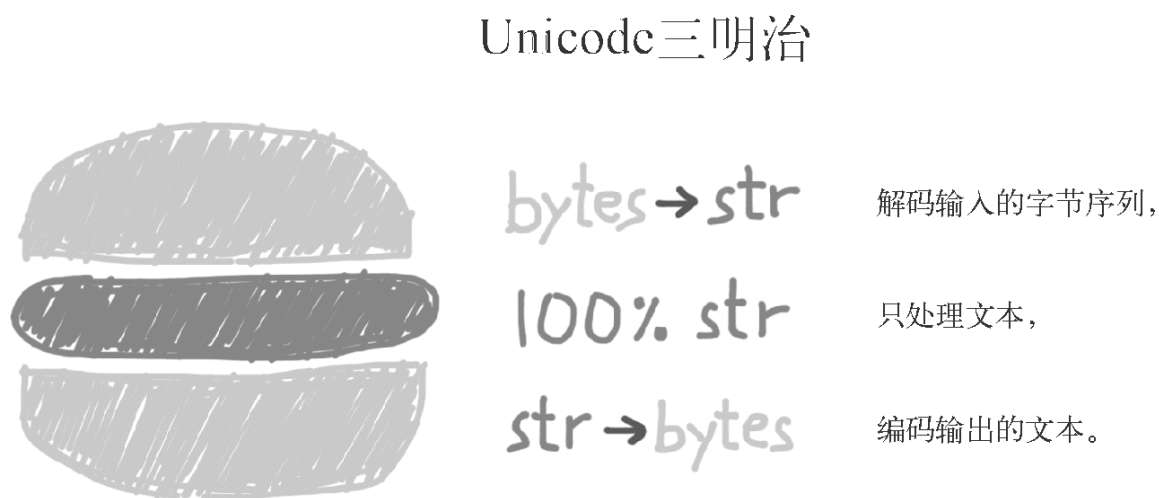 Unicode三明治
bytes→str 解码输入的字节序列，
100% str 只处理文本，
str→bytes 编码输出的文本。